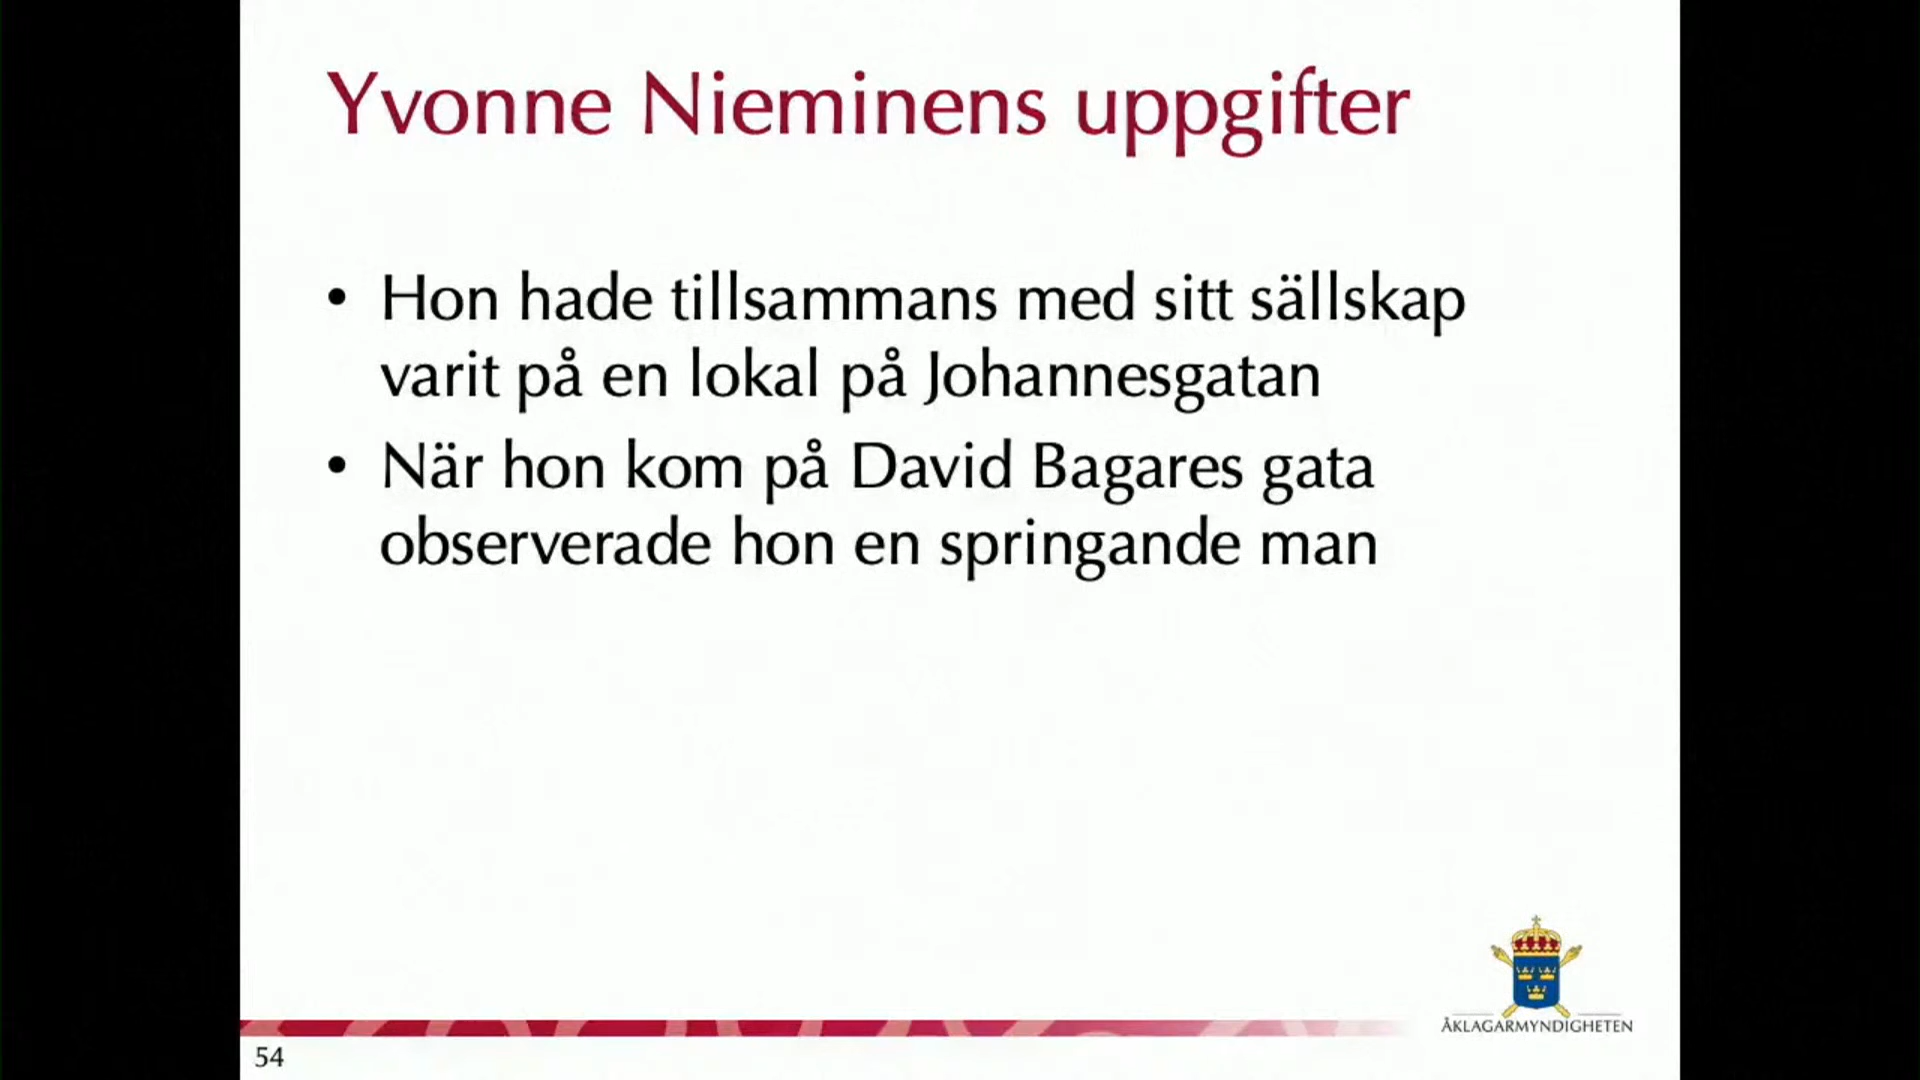 Yvonne Nieminens uppgifter
• Hon hade tillsammans med sitt sällskap
varit på en lokal på Johannesgatan
• När hon kom på David Bagares gata
observerade hon en springande man
ÅKLAGARMYNDIGHETEN
54